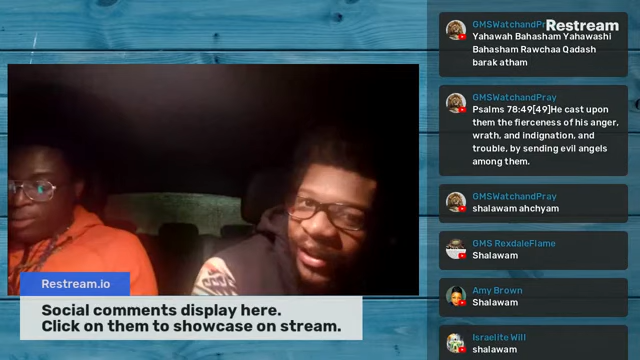 GMSWatchandPr
Restream
Yahawah Bahasham Yahawashi
Bahasham Rawchaa Qadash
barak atham
GMSWatchandPray
Psalms 78:49[49]He cast upon
them the fierceness of his anger,
wrath, and indignation, and
trouble, by sending evil angels
among them.
GMSWatchandPray
shalawam ahchyam
GMS RexdaleFlame
Shalawam
Amy Brown
Shalawam
Israelite Will
shalawam
Restream.io
Social comments display here.
Click on them to showcase on stream.